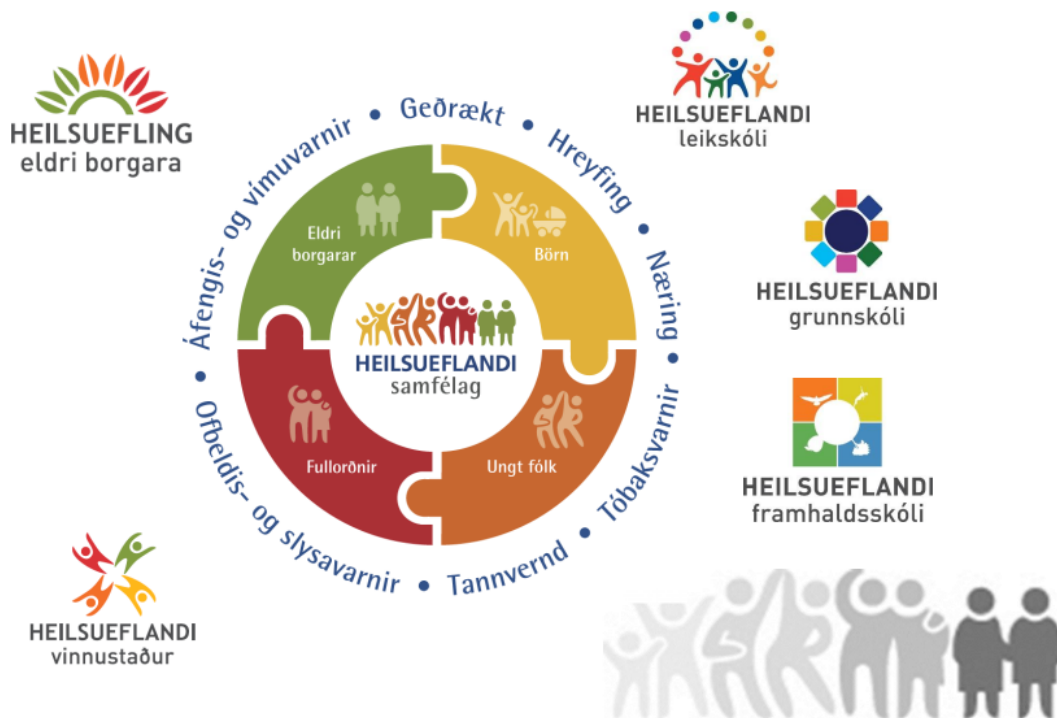 HEILSUEFLING
eldri borgara
HEILSUEFLANDI
leikskóli
Áfengis- og vímuvarnir • Geðrækt • Hreyfing • Næring • Tóbaksvarnir • Tannvernd • Ofbeldis- og slysavarnir •
Eldri
borgarar
Börn
HEILSUEFLANDI
samfélag
Fullorðnir
Ungt fólk
HEILSUEFLANDI
grunnskóli
HEILSUEFLANDI
framhaldsskóli
HEILSUEFLANDI
vinnustaður